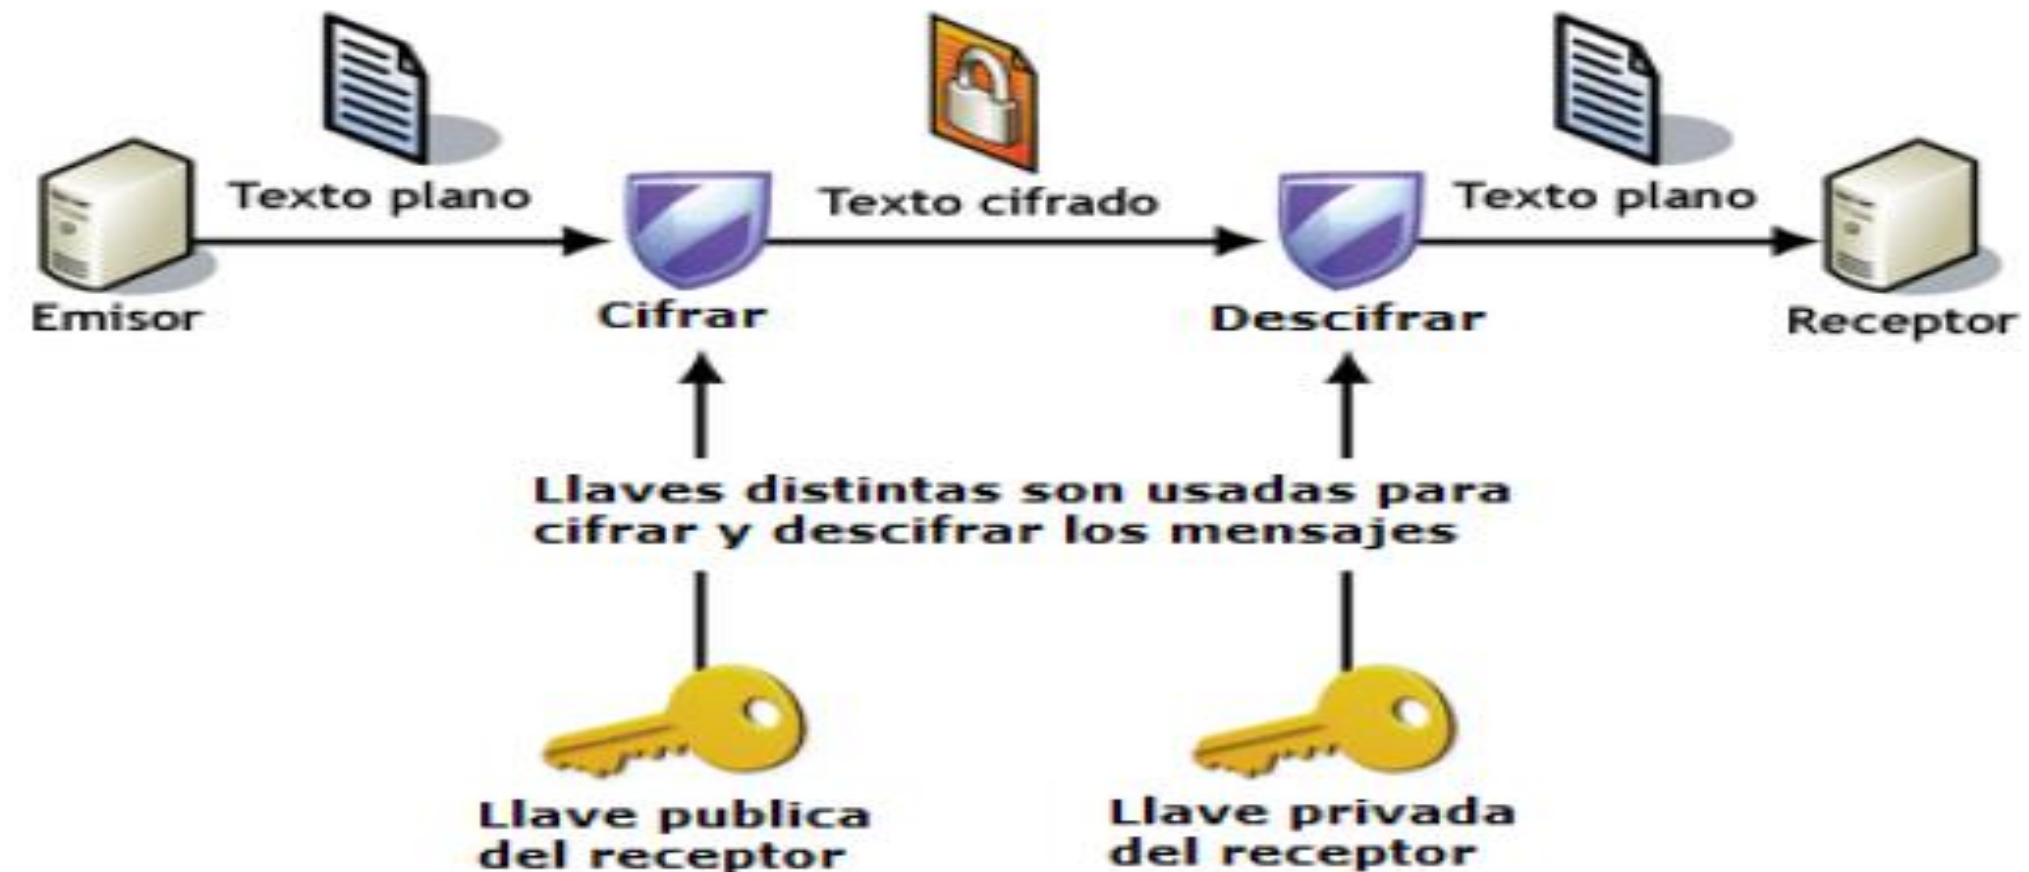 Texto plano
Texto cifrado
Texto plano
Emisor
Cifrar
Descifrar
Receptor
Llaves distintas son usadas para
cifrar y descifrar los mensajes
Llave publica
del receptor
Llave privada
del receptor